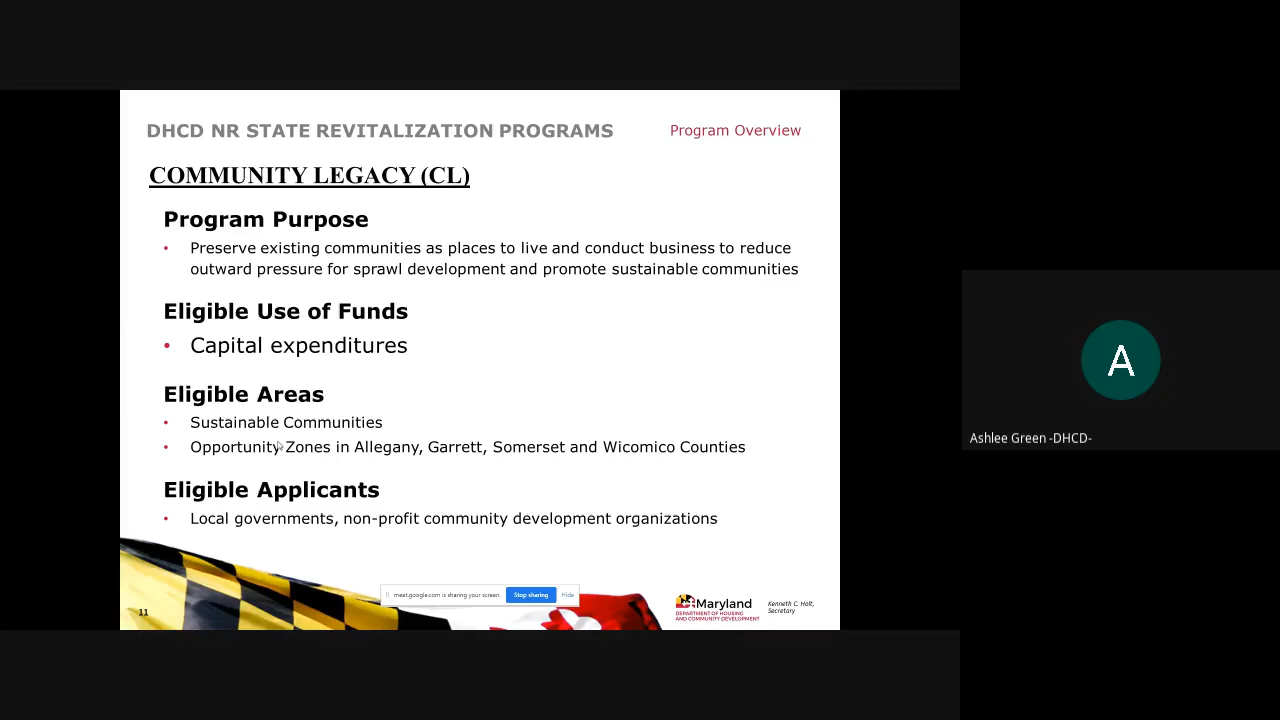 DHCD NR STATE REVITALIZATION PROGRAMS
Program Overview
COMMUNITY LEGACY (CL)
Program Purpose
• Preserve existing communities as places to live and conduct business to reduce
outward pressure for sprawl development and promote sustainable communities
Eligible Use of Funds
• Capital expenditures
Eligible Areas
• Sustainable Communities
• Opportunity Zones in Allegany, Garrett, Somerset and Wicomico Counties
Eligible Applicants
• Local governments, non-profit community development organizations
meet.google.com is sharing your screen. Stop sharing Hide
11
Maryland
DEPARTMENT OF HOUSING
AND COMMUNITY DEVELOPMENT
Kenneth C. Holt,
Secretary
A
Ashlee Green -DHCD-